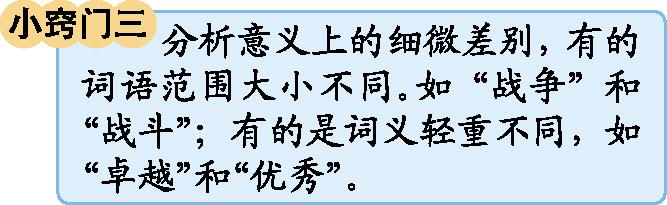 小窍门三
分析意义上的细微差别，有的
词语范围大小不同。如“战争”和
“战斗”；有的是词义轻重不同，如
“卓越”和“优秀”。